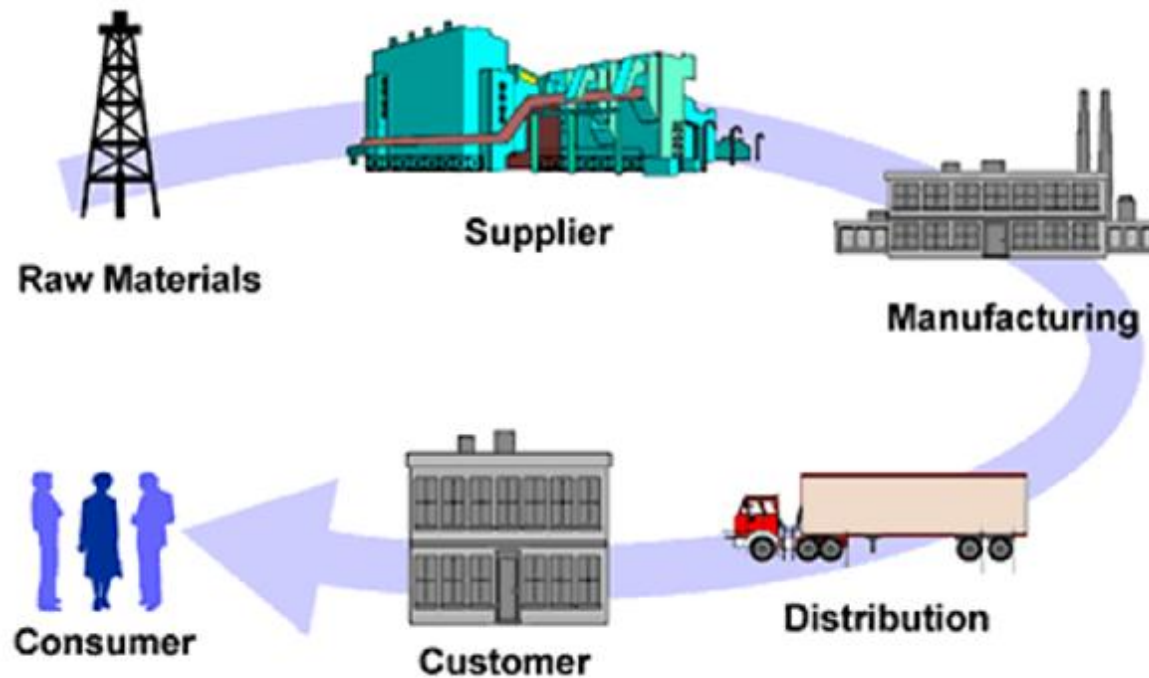 Raw Materials
Supplier
Manufacturing
Distribution
Customer
Consumer